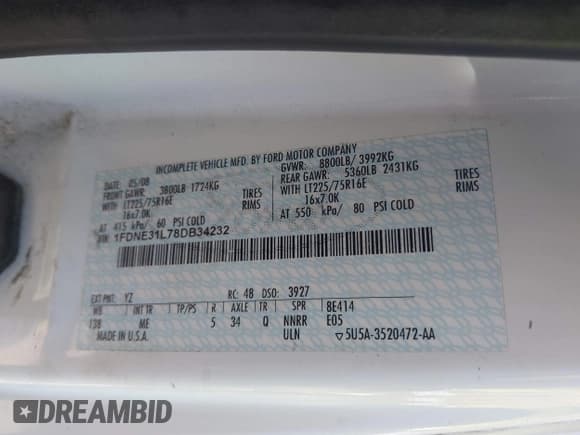 INCOMPLETE VEHICLE MFD. BY FORD MOTOR COMPANY
DATE: 05/08 GVWR: 8800LB/ 3992KG
FRONT GAWR: 3800LB 1724KG REAR GAWR: 5360LB 2431KG
WITH LT225/75R16E TIRES WITH LT225/75R16E TIRES
16x7.0K RIMS 16x7.0K RIMS
AT 415 kPa/ 60 PSI COLD AT 550 kPa/ 80 PSI COLD
VIN: 1FDNE31L78DB34232
EXT PNT: YZ RC: 48 DSO: 3927
WB INT TR TP/PS R AXLE TR SPR 8E414
138 ME 5 34 Q NNRR E05
MADE IN U.S.A. ULN ▽5U5A-3520472-AA
DREAMBID